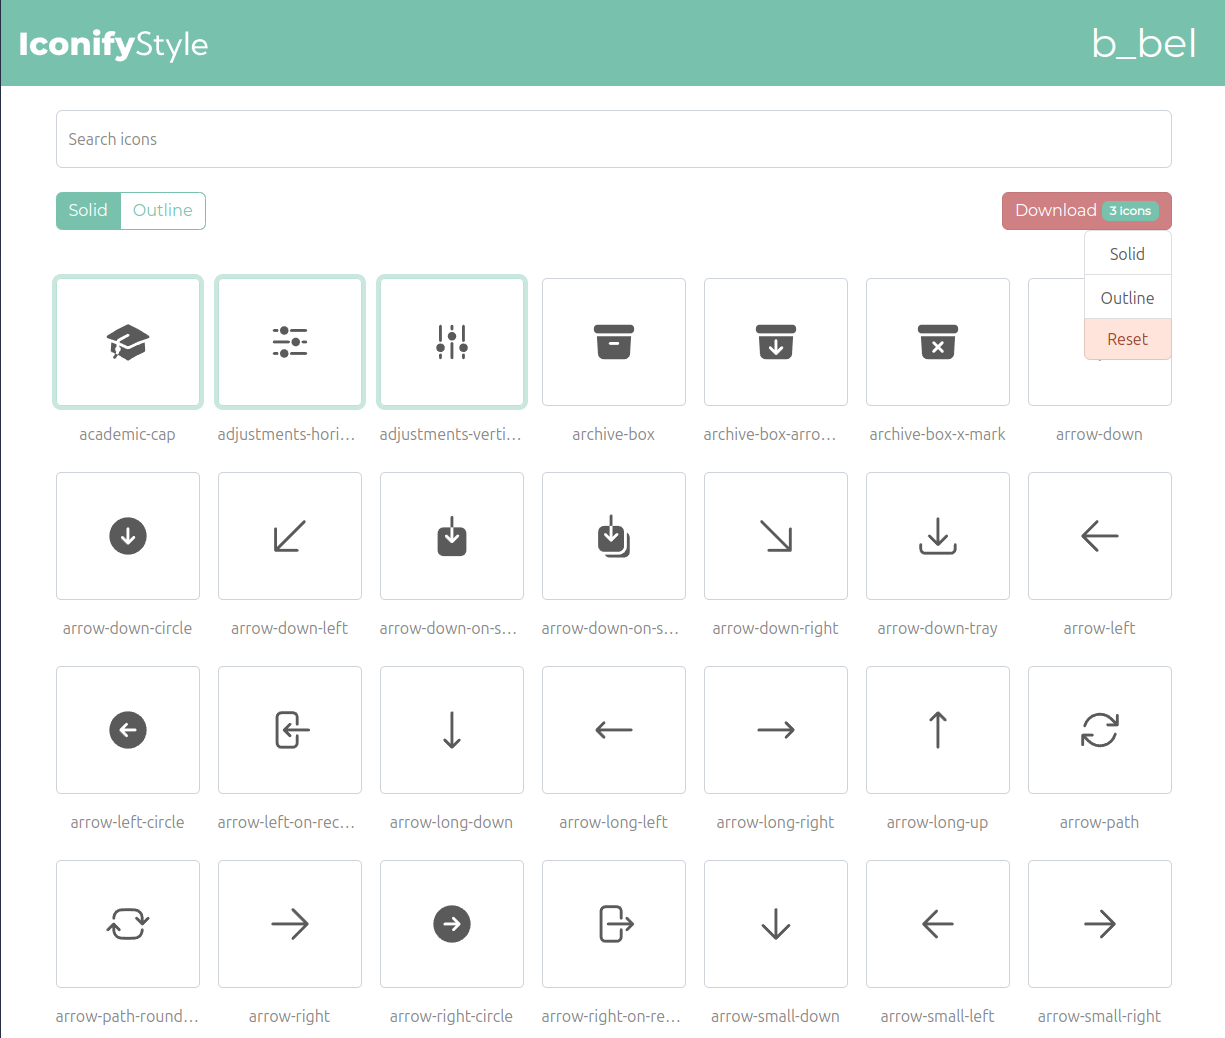 IconifyStyle
b_bel
Search icons
Solid
Outline
Download 3 icons
Solid
Outline
Reset
academic-cap
adjustments-hori…
adjustments-verti…
archive-box
archive-box-arro…
archive-box-x-mark
arrow-down
arrow-down-circle
arrow-down-left
arrow-down-on-s…
arrow-down-on-s…
arrow-down-right
arrow-down-tray
arrow-left
arrow-left-circle
arrow-left-on-rec…
arrow-long-down
arrow-long-left
arrow-long-right
arrow-long-up
arrow-path
arrow-path-round…
arrow-right
arrow-right-circle
arrow-right-on-re…
arrow-small-down
arrow-small-left
arrow-small-right